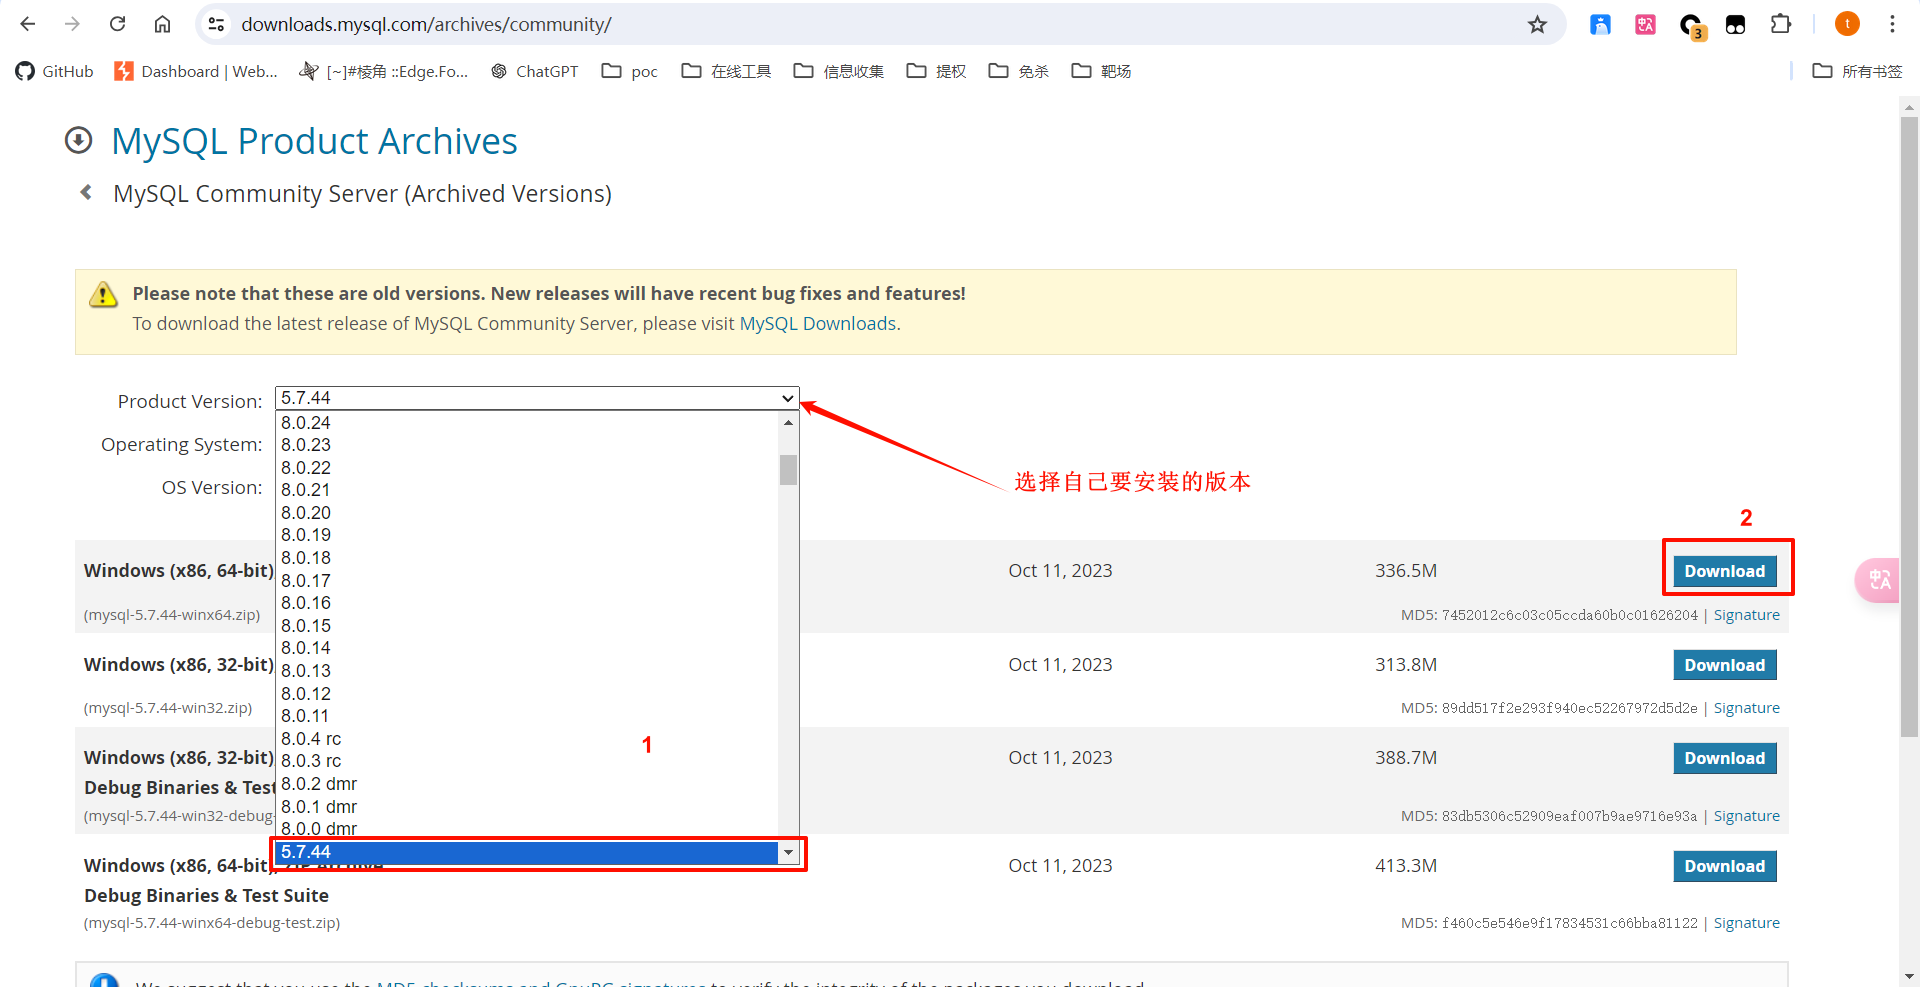 downloads.mysql.com/archives/community/
3
t
GitHub
Dashboard | Web...
[~]#棱角 ::Edge.Fo...
ChatGPT
poc
在线工具
信息收集
提权
免杀
靶场
所有书签
MySQL Product Archives
MySQL Community Server (Archived Versions)
Please note that these are old versions. New releases will have recent bug fixes and features!
To download the latest release of MySQL Community Server, please visit MySQL Downloads.
Product Version:
5.7.44
Operating System:
OS Version:
8.0.24
8.0.23
8.0.22
8.0.21
8.0.20
8.0.19
8.0.18
8.0.17
8.0.16
8.0.15
8.0.14
8.0.13
8.0.12
8.0.11
8.0.4 rc
8.0.3 rc
8.0.2 dmr
8.0.1 dmr
8.0.0 dmr
5.7.44
选择自己要安装的版本
1
2
Windows (x86, 64-bit)
Oct 11, 2023
336.5M
Download
(mysql-5.7.44-winx64.zip)
MD5: 7452012c6c03c05ccda60b0c01626204 | Signature
Windows (x86, 32-bit)
Oct 11, 2023
313.8M
Download
(mysql-5.7.44-win32.zip)
MD5: 89dd517f2e293f940ec52267972d5d2e | Signature
Windows (x86, 32-bit)
Oct 11, 2023
388.7M
Download
Debug Binaries & Test
(mysql-5.7.44-win32-debug-
MD5: 83db5306c52909eaf007b9ae9716e93a | Signature
Windows (x86, 64-bit), ZIP Archive
Oct 11, 2023
413.3M
Download
Debug Binaries & Test Suite
(mysql-5.7.44-winx64-debug-test.zip)
MD5: f460c5e546e9f17834531c66bba81122 | Signature
We suggest that you use the MD5 checksums and GnuPG signatures to verify the integrity of the packages you download.